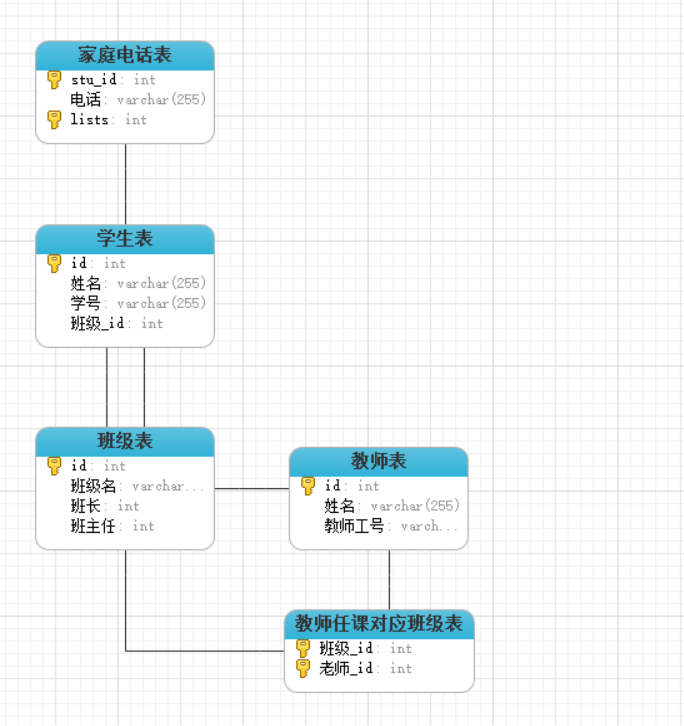 家庭电话表
stu_id: int
电话: varchar(255)
lists: int
学生表
id: int
姓名: varchar(255)
学号: varchar(255)
班级_id: int
班级表
id: int
班级名: varchar...
班长: int
班主任: int
教师表
id: int
姓名: varchar(255)
教师工号: varch...
教师任课对应班级表
班级_id: int
老师_id: int